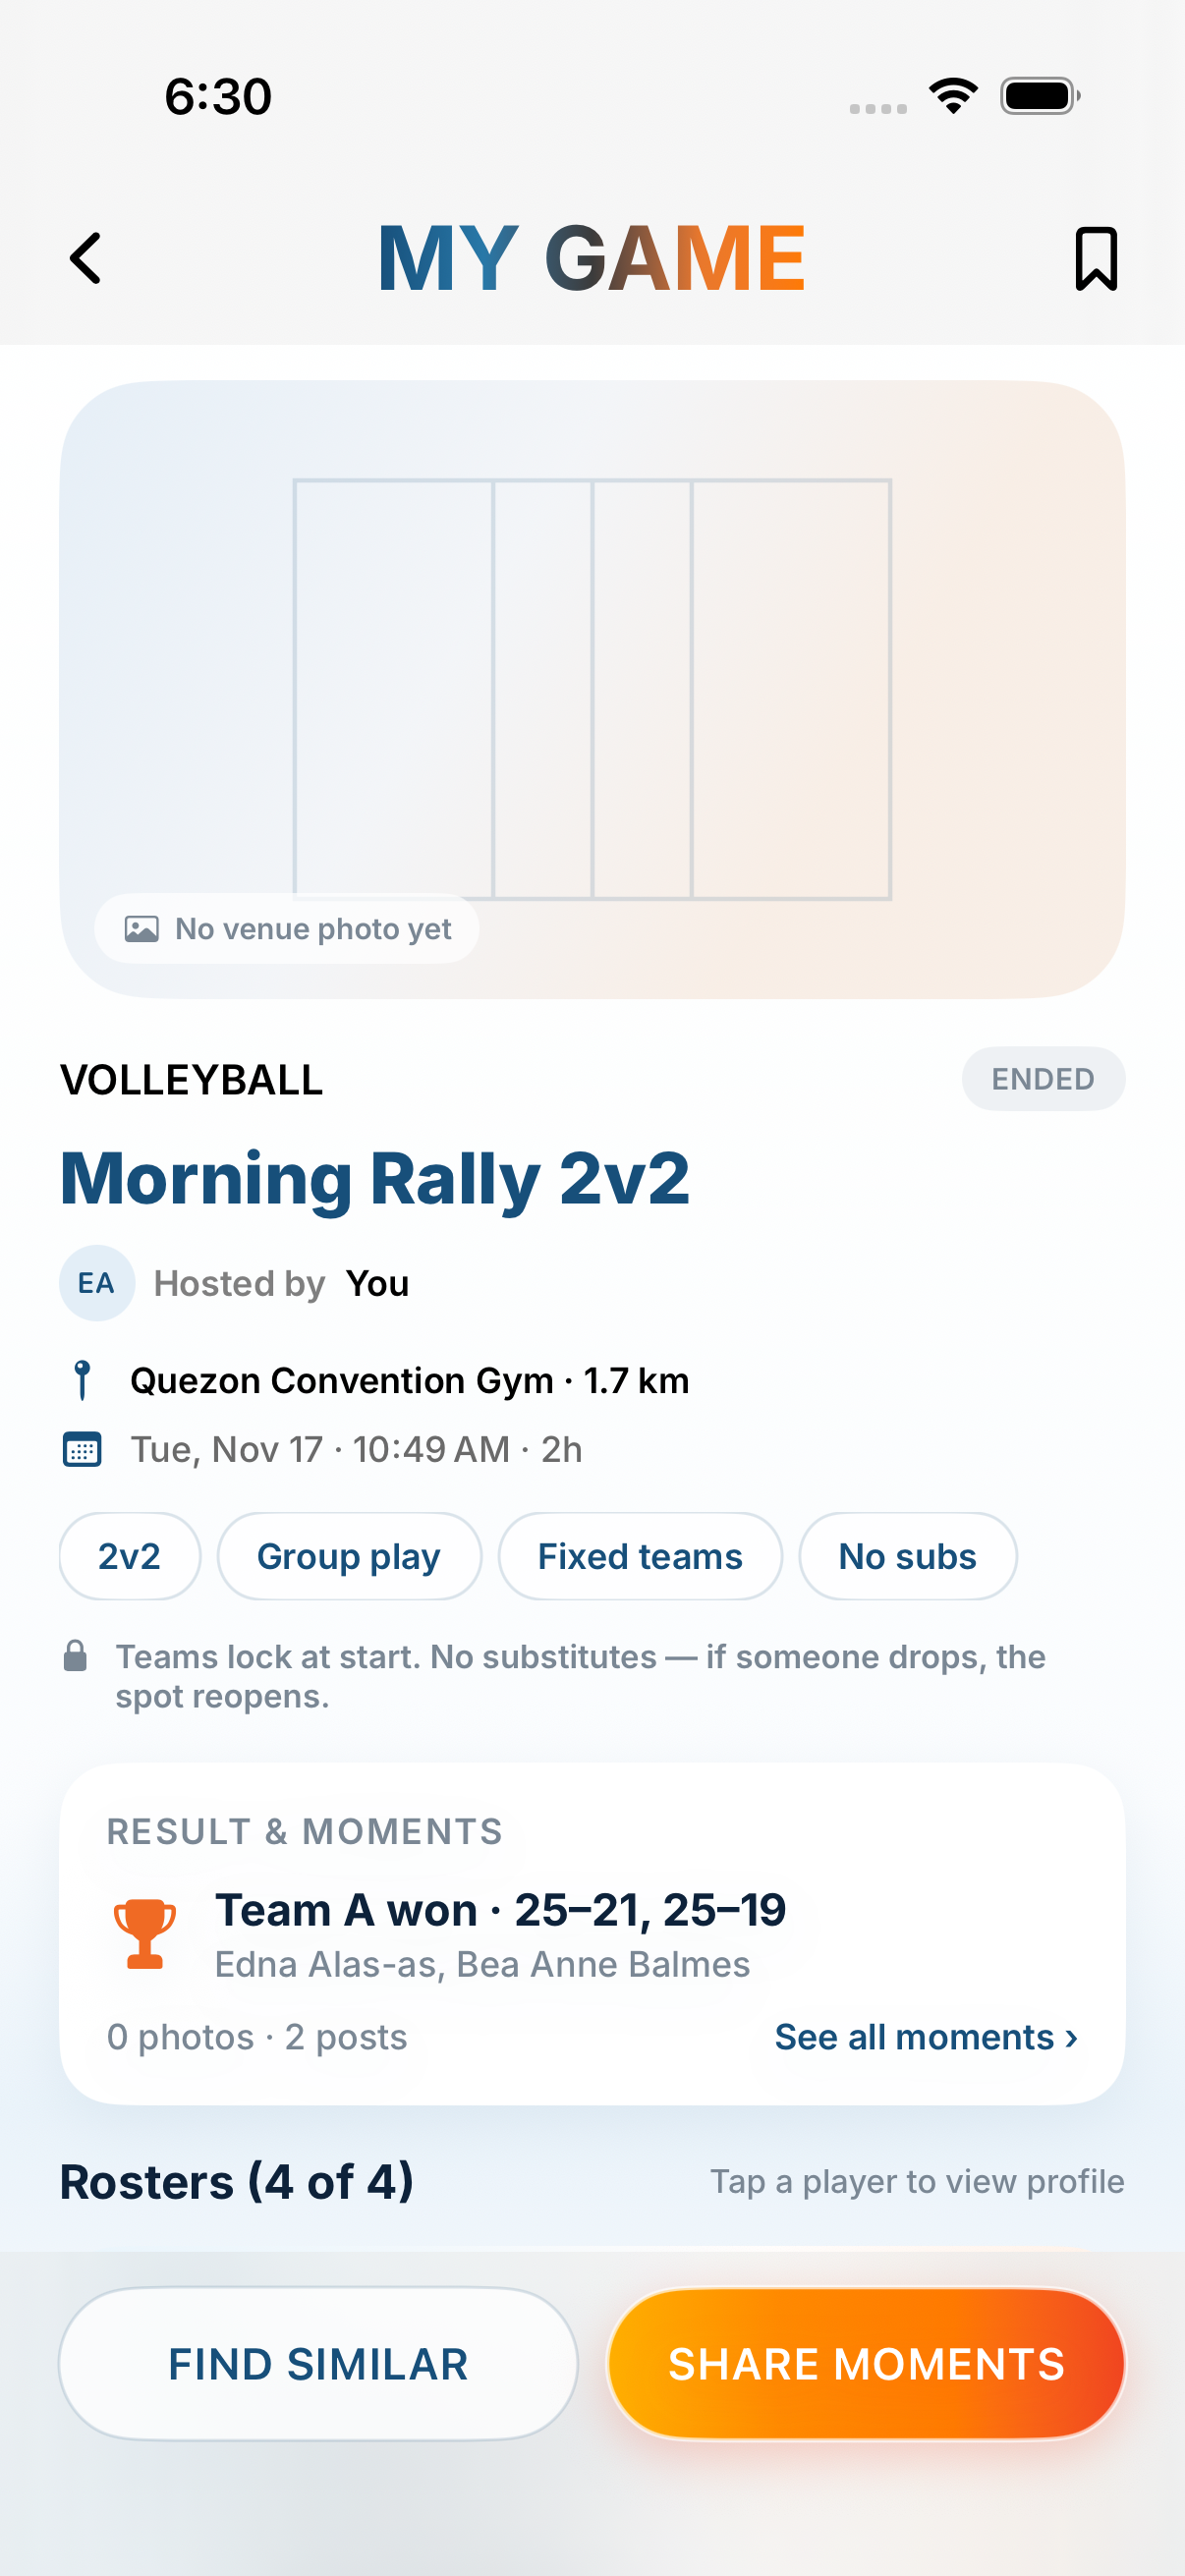 6:30
MY GAME
No venue photo yet
VOLLEYBALL
ENDED
Morning Rally 2v2
EA
Hosted by You
Quezon Convention Gym · 1.7 km
Tue, Nov 17 · 10:49 AM · 2h
2v2
Group play
Fixed teams
No subs
Teams lock at start. No substitutes — if someone drops, the
spot reopens.
RESULT & MOMENTS
Team A won · 25–21, 25–19
Edna Alas-as, Bea Anne Balmes
0 photos · 2 posts
See all moments ›
Rosters (4 of 4)
Tap a player to view profile
FIND SIMILAR
SHARE MOMENTS